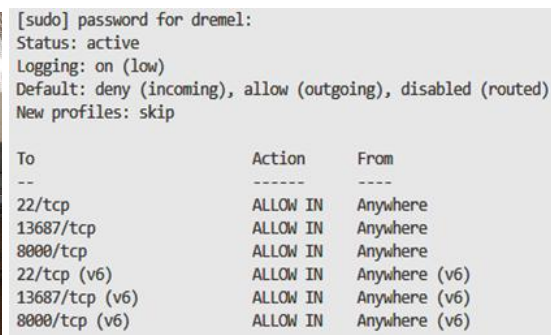 [sudo] password for dremel:
Status: active
Logging: on (low)
Default: deny (incoming), allow (outgoing), disabled (routed)
New profiles: skip
To Action From
-- ------ ----
22/tcp ALLOW IN Anywhere
13687/tcp ALLOW IN Anywhere
8000/tcp ALLOW IN Anywhere
22/tcp (v6) ALLOW IN Anywhere (v6)
13687/tcp (v6) ALLOW IN Anywhere (v6)
8000/tcp (v6) ALLOW IN Anywhere (v6)